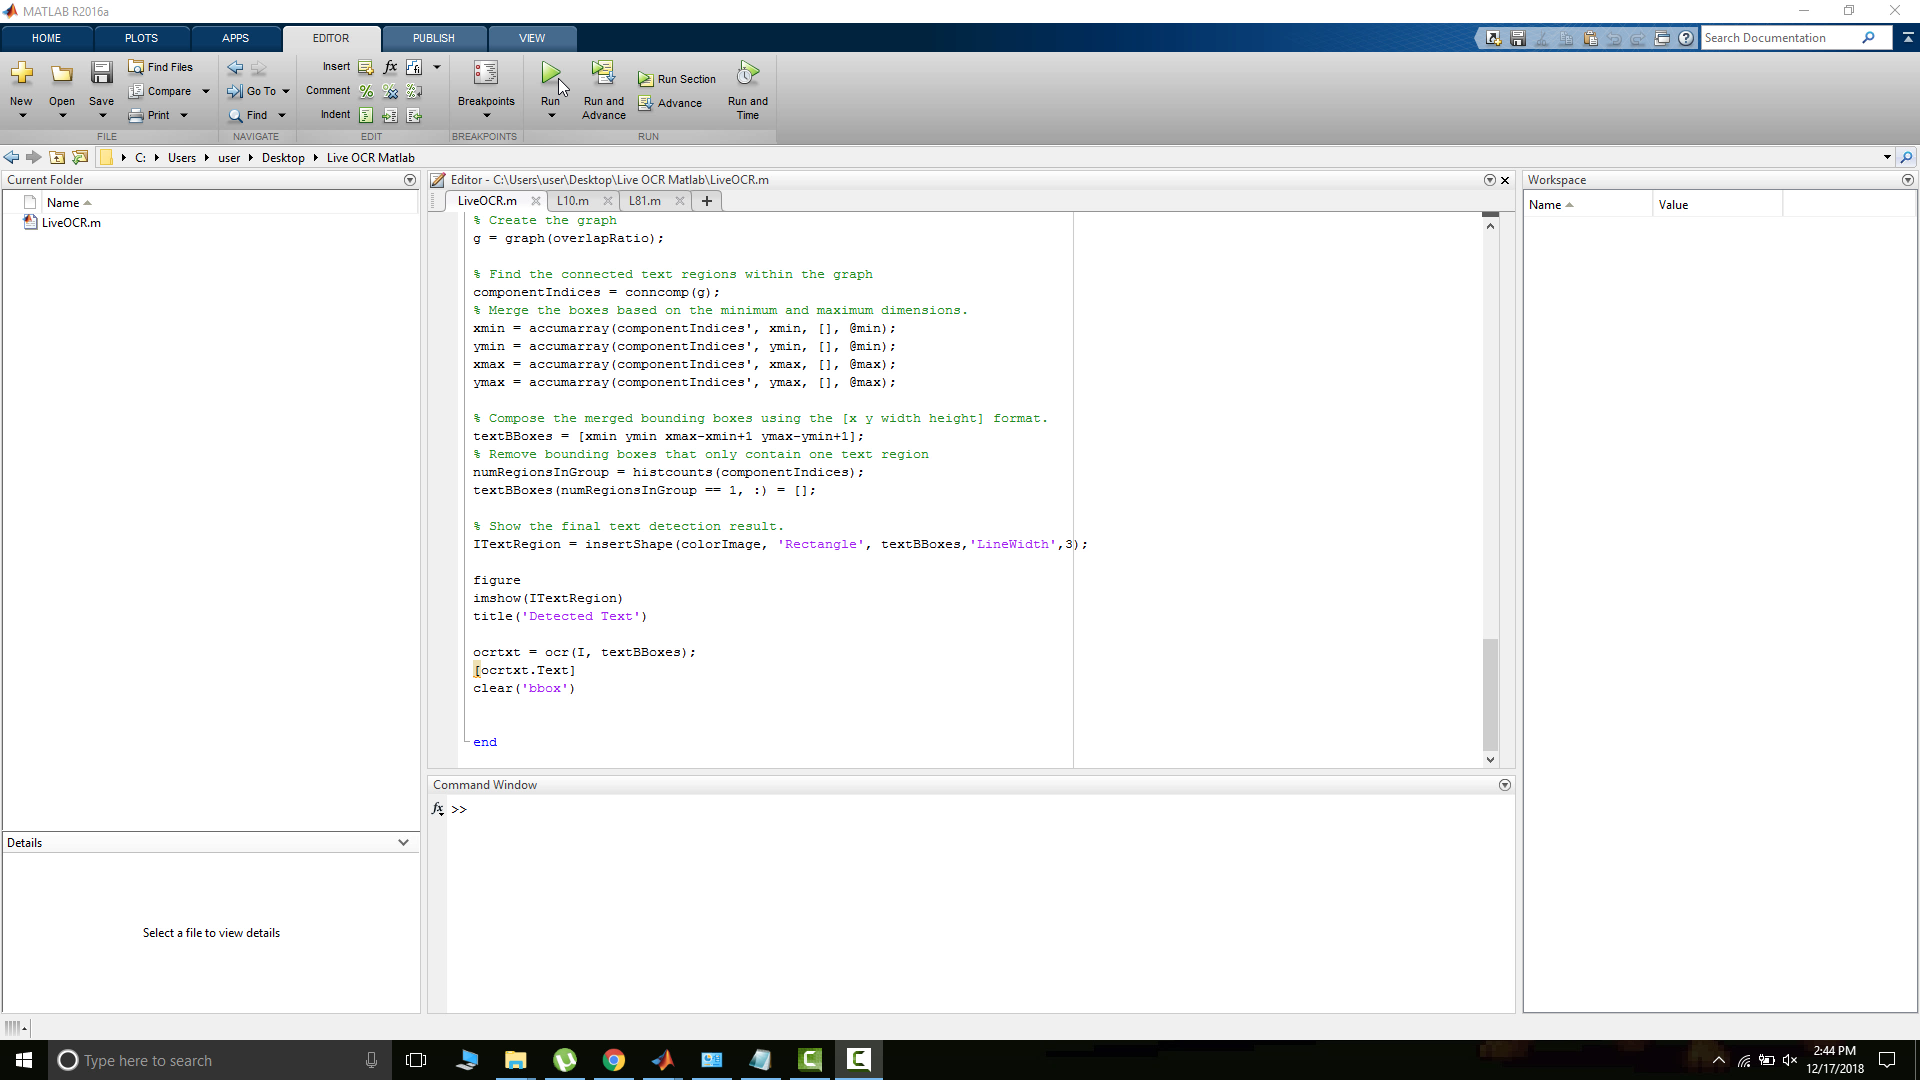 MATLAB R2016a
HOME PLOTS APPS EDITOR PUBLISH VIEW
Search Documentation
New Open Save Find Files Compare Print
Go To Find
Insert fx Comment Indent
Breakpoints
Run Run and Advance Run Section Advance Run and Time
FILE NAVIGATE EDIT BREAKPOINTS RUN
C: Users user Desktop Live OCR Matlab
Current Folder
Name
LiveOCR.m
Details
Select a file to view details
Editor - C:\Users\user\Desktop\Live OCR Matlab\LiveOCR.m
LiveOCR.m L10.m L81.m
% Create the graph
g = graph(overlapRatio);
% Find the connected text regions within the graph
componentIndices = conncomp(g);
% Merge the boxes based on the minimum and maximum dimensions.
xmin = accumarray(componentIndices', xmin, [], @min);
ymin = accumarray(componentIndices', ymin, [], @min);
xmax = accumarray(componentIndices', xmax, [], @max);
ymax = accumarray(componentIndices', ymax, [], @max);
% Compose the merged bounding boxes using the [x y width height] format.
textBBoxes = [xmin ymin xmax-xmin+1 ymax-ymin+1];
% Remove bounding boxes that only contain one text region
numRegionsInGroup = histcounts(componentIndices);
textBBoxes(numRegionsInGroup == 1, :) = [];
% Show the final text detection result.
ITextRegion = insertShape(colorImage, 'Rectangle', textBBoxes,'LineWidth',3);
figure
imshow(ITextRegion)
title('Detected Text')
ocrtxt = ocr(I, textBBoxes);
[ocrtxt.Text]
clear('bbox')
end
Command Window
fx >>
Workspace
Name Value
Type here to search
2:44 PM
12/17/2018